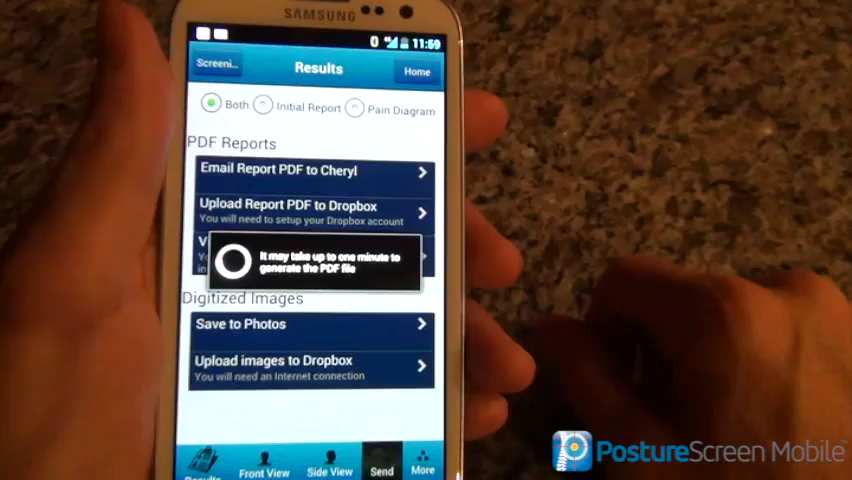 SAMSUNG
4G 11:59
Screeni...
Results
Home
Both
Initial Report
Pain Diagram
PDF Reports
Email Report PDF to Cheryl
Upload Report PDF to Dropbox
You will need to setup your Dropbox account
V
It may take up to one minute to
generate the PDF file
Digitized Images
Save to Photos
Upload images to Dropbox
You will need an Internet connection
Results
Front View
Side View
Send
More
PostureScreen Mobile™